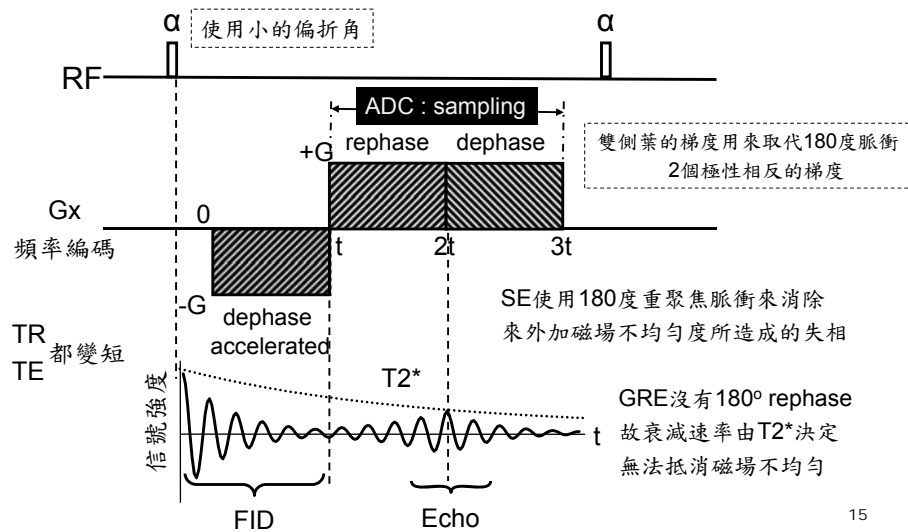 α
使用小的偏折角
α
RF
ADC : sampling
+G
rephase
dephase
雙側葉的梯度用來取代180度脈衝
2個極性相反的梯度
Gx
0
頻率編碼
t
2t
3t
-G
dephase
accelerated
SE使用180度重聚焦脈衝來消除
來外加磁場不均勻度所造成的失相
TR
TE
都變短
T2*
信號強度
t
GRE沒有180º rephase
故衰減速率由T2*決定
無法抵消磁場不均勻
FID
Echo
15